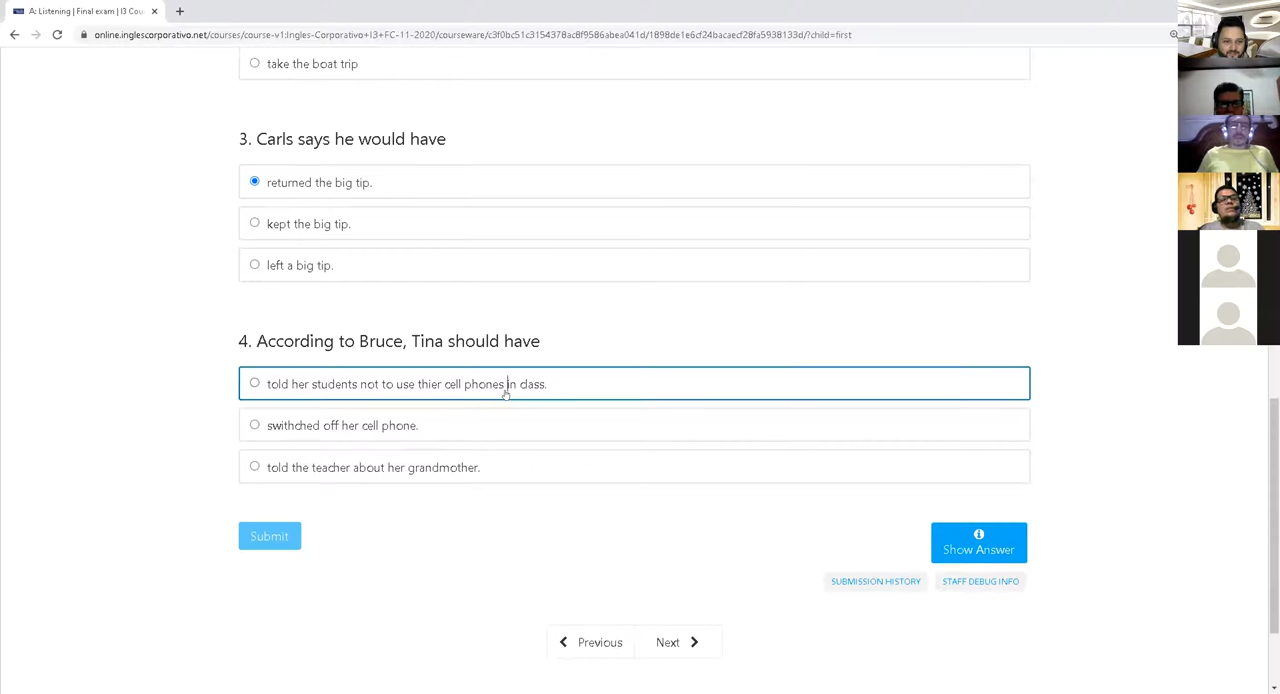 A: Listening | Final exam | I3 Cou
online.inglescorporativo.net/courses/course-v1:Ingles-Corporativo+I3+FC-11-2020/courseware/
/?child=first
take the boat trip
3. Carls says he would have
returned the big tip.
kept the big tip.
left a big tip.
4. According to Bruce, Tina should have
told her students not to use thier cell phones in class.
swithched off her cell phone.
told the teacher about her grandmother.
Submit
Show Answer
SUBMISSION HISTORY
STAFF DEBUG INFO
Previous
Next